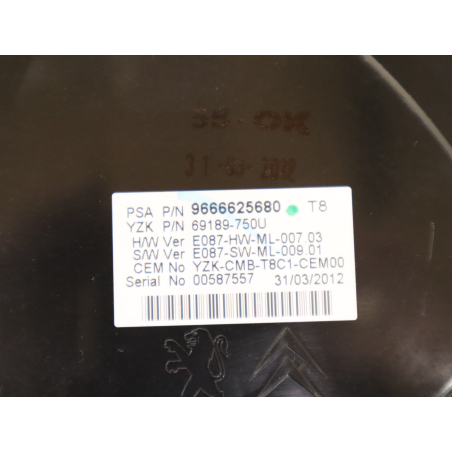 OK
PSA P/N 9666625680 T8
YZK P/N 69189-750U
H/W Ver E087-HW-ML-007.03
S/W Ver E087-SW-ML-009.01
CEM No YZK-CMB-T8C1-CEM00
Serial No 00587557 31/03/2012